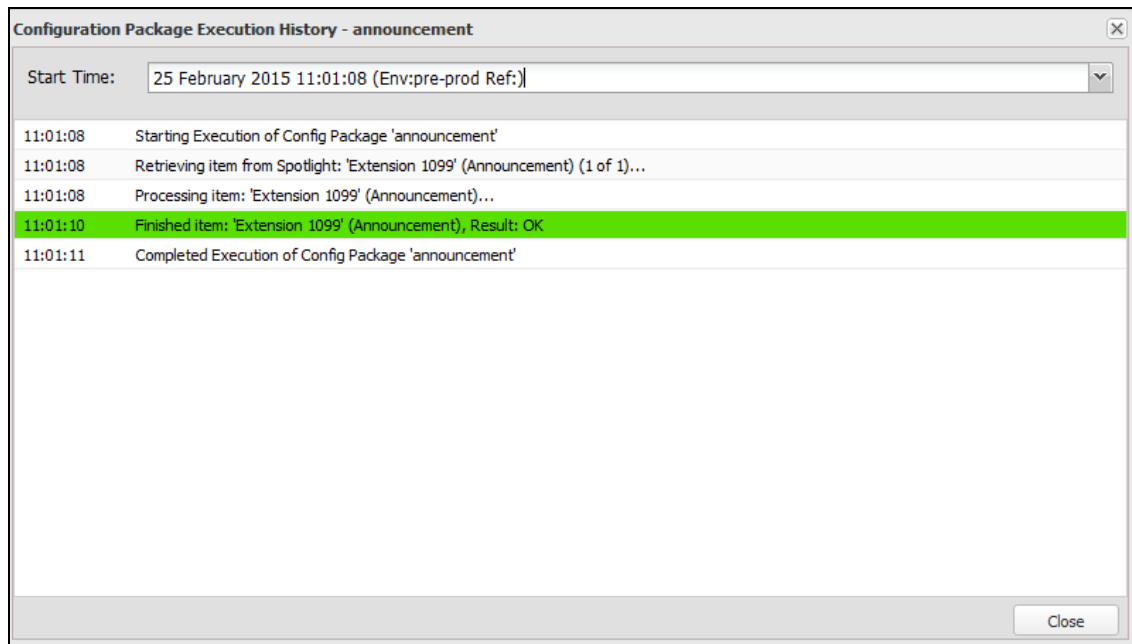 Configuration Package Execution History - announcement
Start Time: 25 February 2015 11:01:08 (Env:pre-prod Ref:)
11:01:08 Starting Execution of Config Package 'announcement'
11:01:08 Retrieving item from Spotlight: 'Extension 1099' (Announcement) (1 of 1)...
11:01:08 Processing item: 'Extension 1099' (Announcement)...
11:01:10 Finished item: 'Extension 1099' (Announcement), Result: OK
11:01:11 Completed Execution of Config Package 'announcement'
Close